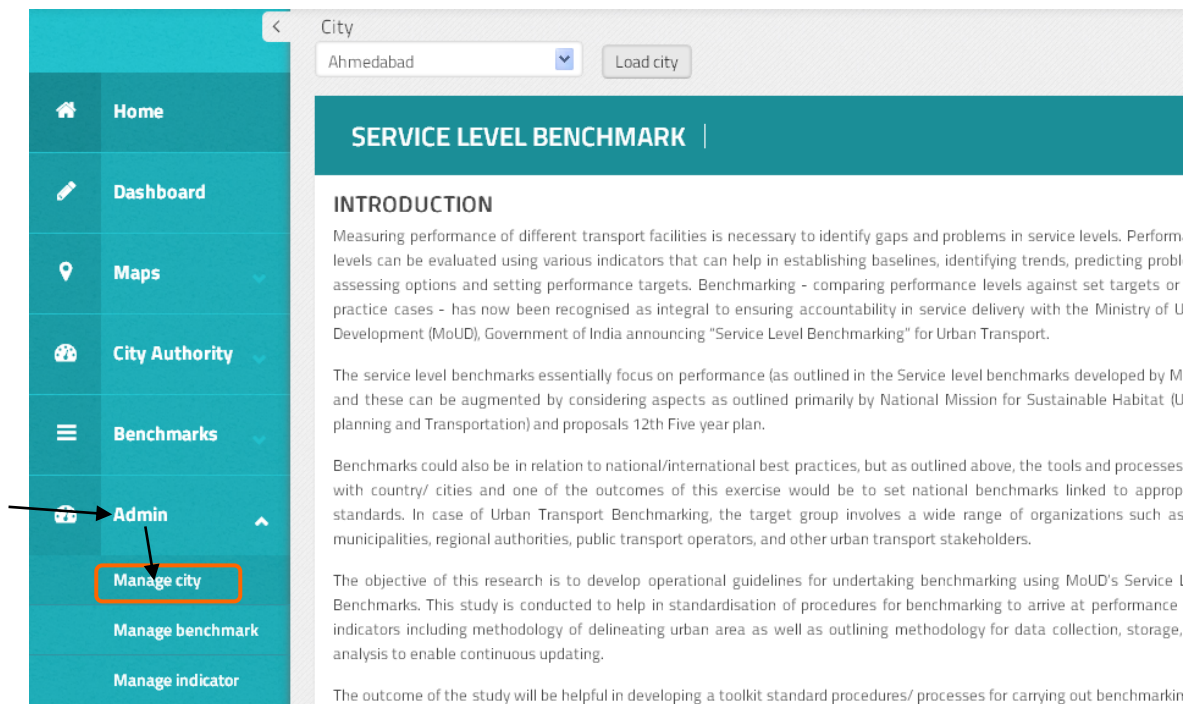 City
Ahmedabad
Load city
Home
Dashboard
Maps
City Authority
Benchmarks
Admin
Manage city
Manage benchmark
Manage indicator
SERVICE LEVEL BENCHMARK
INTRODUCTION
Measuring performance of different transport facilities is necessary to identify gaps and problems in service levels. Performa
levels can be evaluated using various indicators that can help in establishing baselines, identifying trends, predicting probl
assessing options and setting performance targets. Benchmarking - comparing performance levels against set targets or
practice cases - has now been recognised as integral to ensuring accountability in service delivery with the Ministry of U
Development (MoUD), Government of India announcing “Service Level Benchmarking” for Urban Transport.
The service level benchmarks essentially focus on performance (as outlined in the Service level benchmarks developed by M
and these can be augmented by considering aspects as outlined primarily by National Mission for Sustainable Habitat (U
planning and Transportation) and proposals 12th Five year plan.
Benchmarks could also be in relation to national/international best practices, but as outlined above, the tools and processes
with country/ cities and one of the outcomes of this exercise would be to set national benchmarks linked to approp
standards. In case of Urban Transport Benchmarking, the target group involves a wide range of organizations such as
municipalities, regional authorities, public transport operators, and other urban transport stakeholders.
The objective of this research is to develop operational guidelines for undertaking benchmarking using MoUD's Service L
Benchmarks. This study is conducted to help in standardisation of procedures for benchmarking to arrive at performance
indicators including methodology of delineating urban area as well as outlining methodology for data collection, storage,
analysis to enable continuous updating.
The outcome of the study will be helpful in developing a toolkit standard procedures/ processes for carrying out benchmarkin